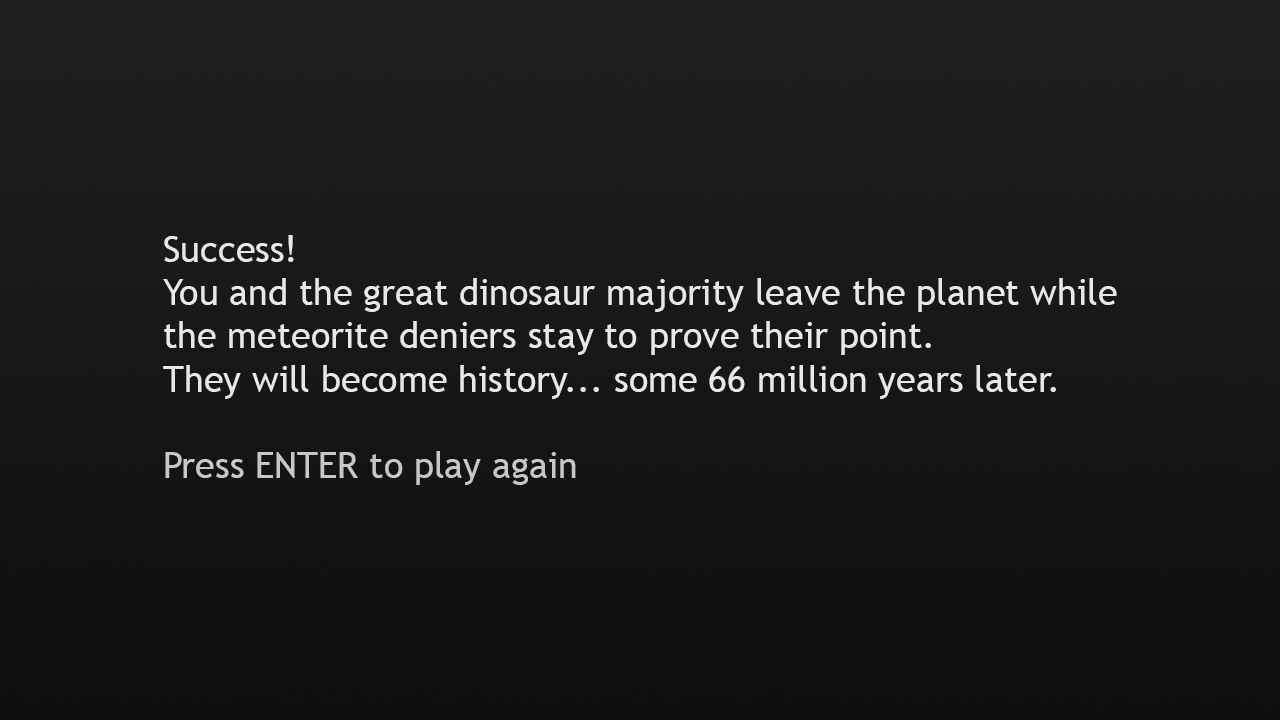 Success!
You and the great dinosaur majority leave the planet while
the meteorite deniers stay to prove their point.
They will become history... some 66 million years later.
Press ENTER to play again